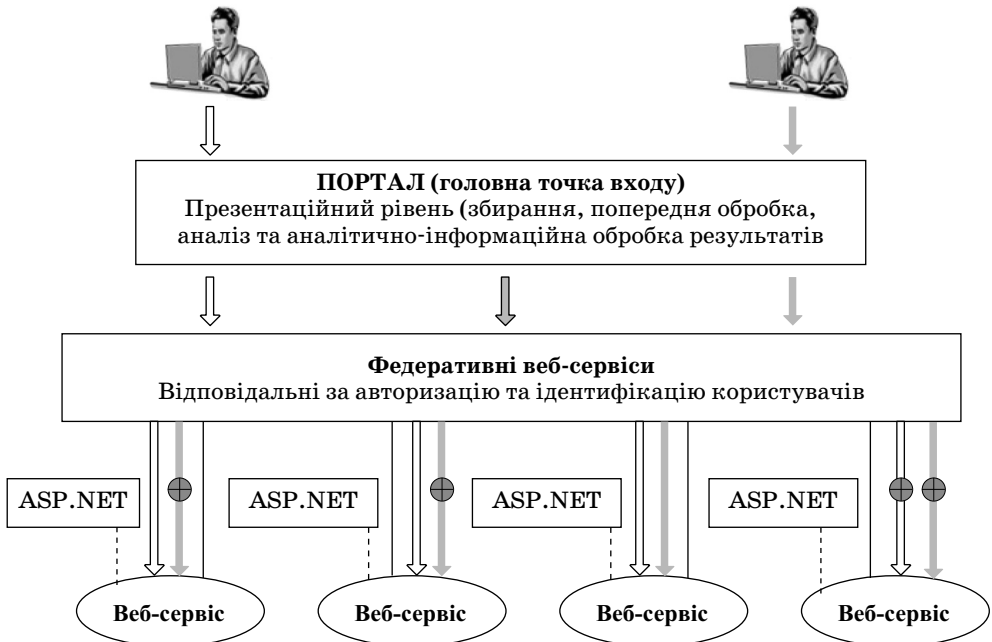 ПОРТАЛ (головна точка входу)
Презентаційний рівень (збирання, попередня обробка,
аналіз та аналітично-інформаційна обробка результатів
Федеративні веб-сервіси
Відповідальні за авторизацію та ідентифікацію користувачів
ASP.NET
ASP.NET
ASP.NET
ASP.NET
Веб-сервіс
Веб-сервіс
Веб-сервіс
Веб-сервіс